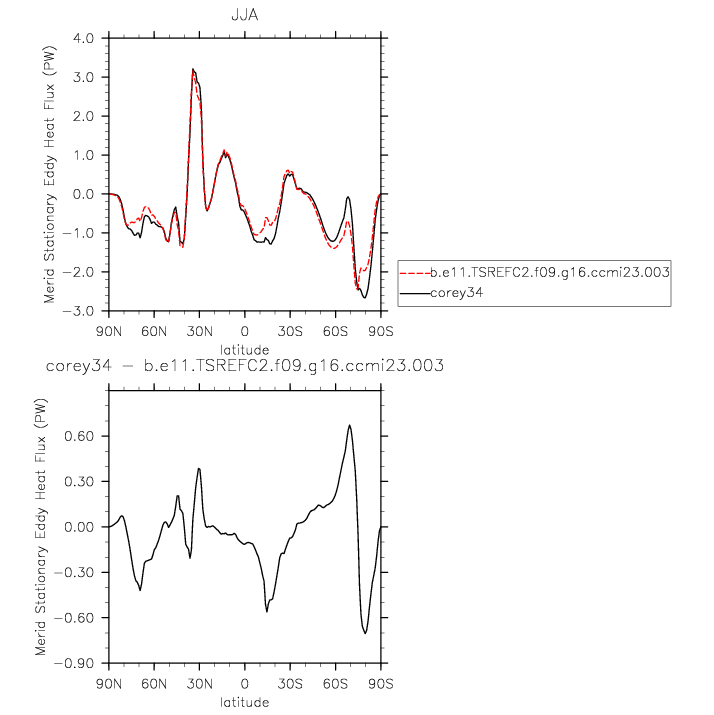 JJA
Merid Stationary Eddy Heat Flux (PW)
4.0
3.0
2.0
1.0
0.0
−1.0
−2.0
−3.0
90N 60N 30N 0 30S 60S 90S
latitude
b.e11.TSREFC2.f09.g16.ccmi23.003
corey34
corey34 − b.e11.TSREFC2.f09.g16.ccmi23.003
Merid Stationary Eddy Heat Flux (PW)
0.60
0.30
0.00
−0.30
−0.60
−0.90
90N 60N 30N 0 30S 60S 90S
latitude